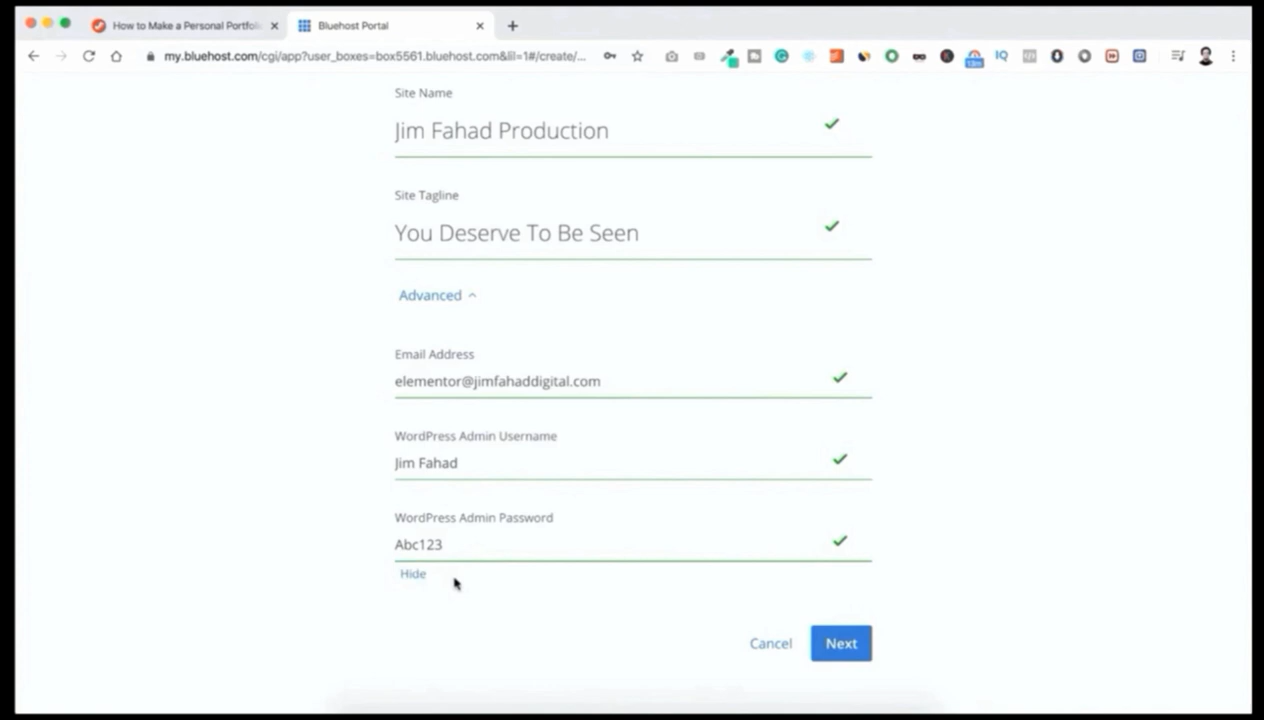 How to Make a Personal Portfoli
Bluehost Portal
my.bluehost.com/cgi/app?user_boxes=box5561.bluehost.com&lil=1#/create/...
IQ
Site Name
Jim Fahad Production
Site Tagline
You Deserve To Be Seen
Advanced
Email Address
elementor@jimfahaddigital.com
WordPress Admin Username
Jim Fahad
WordPress Admin Password
Abc123
Hide
Cancel Next